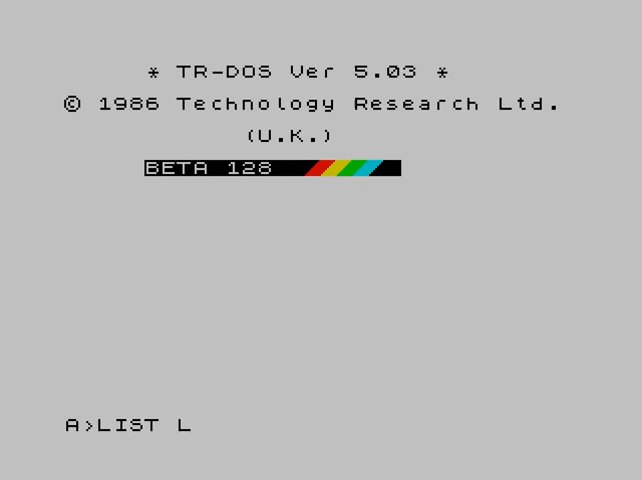 * TR-DOS Ver 5.03 *
© 1986 Technology Research Ltd.
(U.K.)
BETA 128
A>LIST L